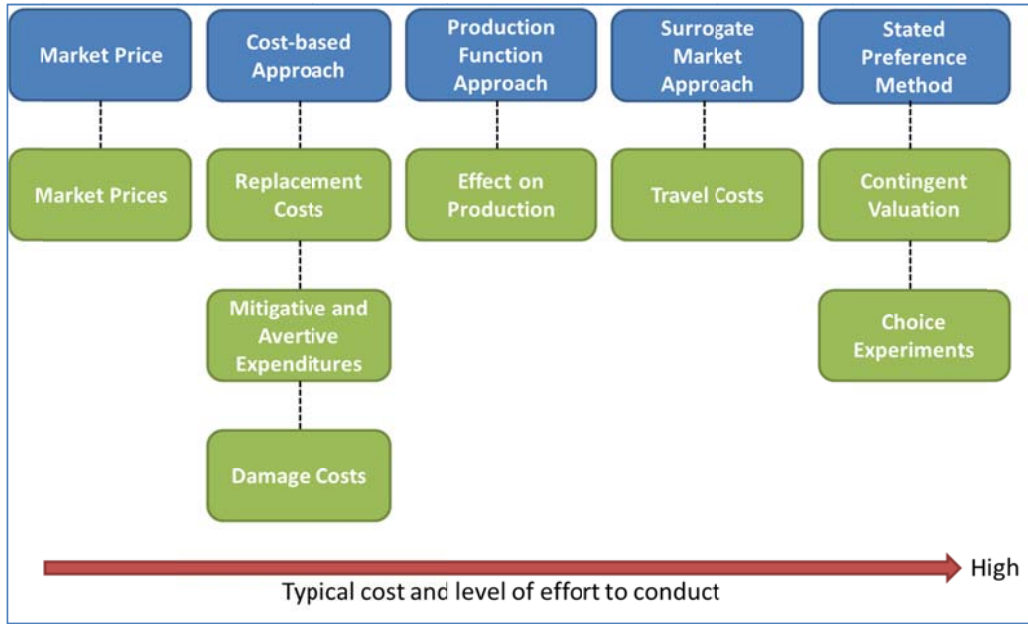 Market Price
Cost-based
Approach
Production
Function
Approach
Surrogate
Market
Approach
Stated
Preference
Method
Market Prices
Replacement
Costs
Effect on
Production
Travel Costs
Contingent
Valuation
Mitigative and
Avertive
Expenditures
Choice
Experiments
Damage Costs
High
Typical cost and level of effort to conduct